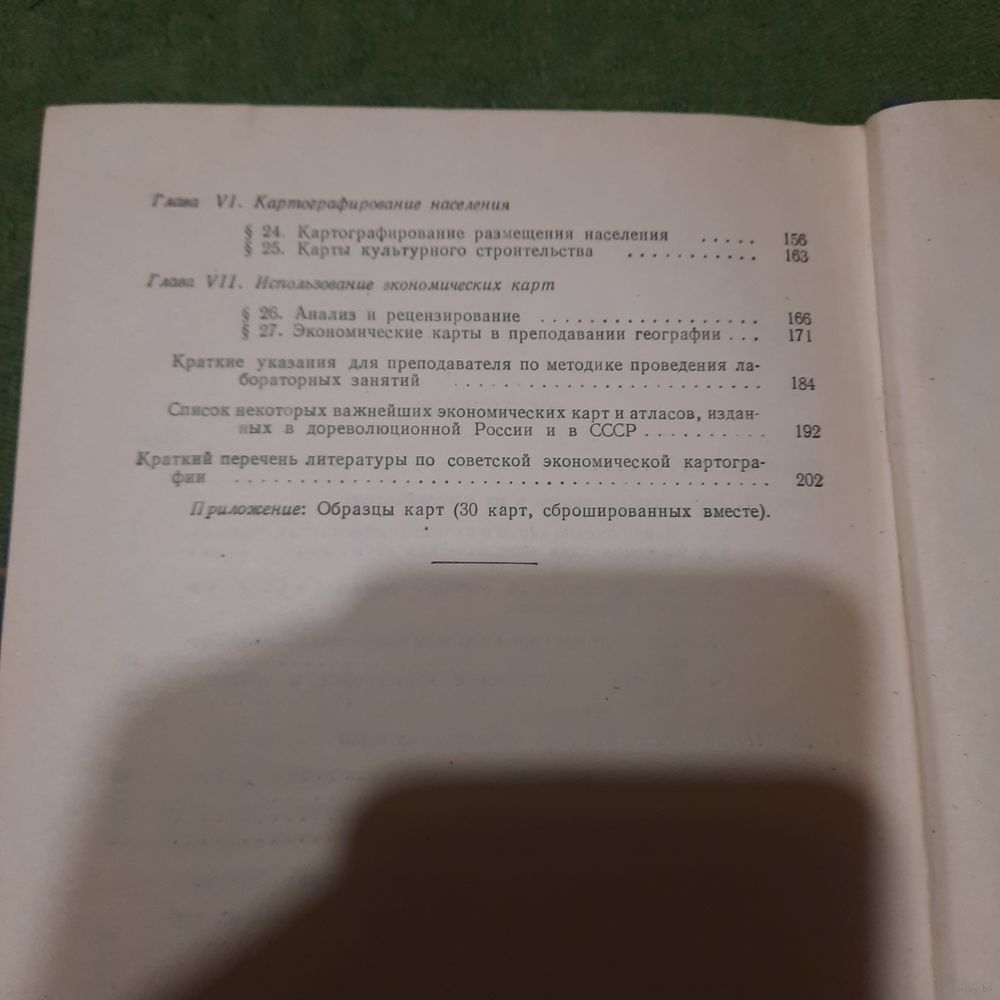 Глава VI. Картографирование населения
§ 24. Картографирование размещения населения ..... 156
§ 25. Карты культурного строительства ........... 163
Глава VII. Использование экономических карт
§ 26. Анализ и рецензирование .................. 166
§ 27. Экономические карты в преподавании географии ... 171
Краткие указания для преподавателя по методике проведения ла-
бораторных занятий ......................... 184
Список некоторых важнейших экономических карт и атласов, издан-
ных в дореволюционной России и в СССР .......... 192
Краткий перечень литературы по советской экономической картогра-
фии ........................................ 202
Приложение: Образцы карт (30 карт, сброшированных вместе).